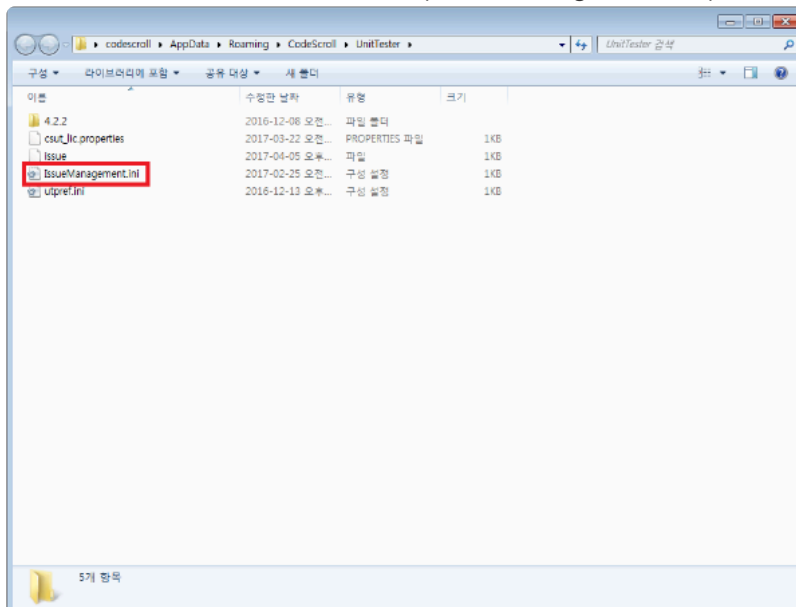 codescroll ▸ AppData ▸ Roaming ▸ CodeScroll ▸ UnitTester ▸ UnitTester 검색
구성 라이브러리에 포함 공유 대상 새 폴더
이름 수정한 날짜 유형 크기
4.2.2 2016-12-08 오전... 파일 폴더
csut_lic.properties 2017-03-22 오전... PROPERTIES 파일 1KB
issue 2017-04-05 오후... 파일 1KB
IssueManagement.ini 2017-02-25 오전... 구성 설정 1KB
utpref.ini 2016-12-13 오후... 구성 설정 1KB
5개 항목